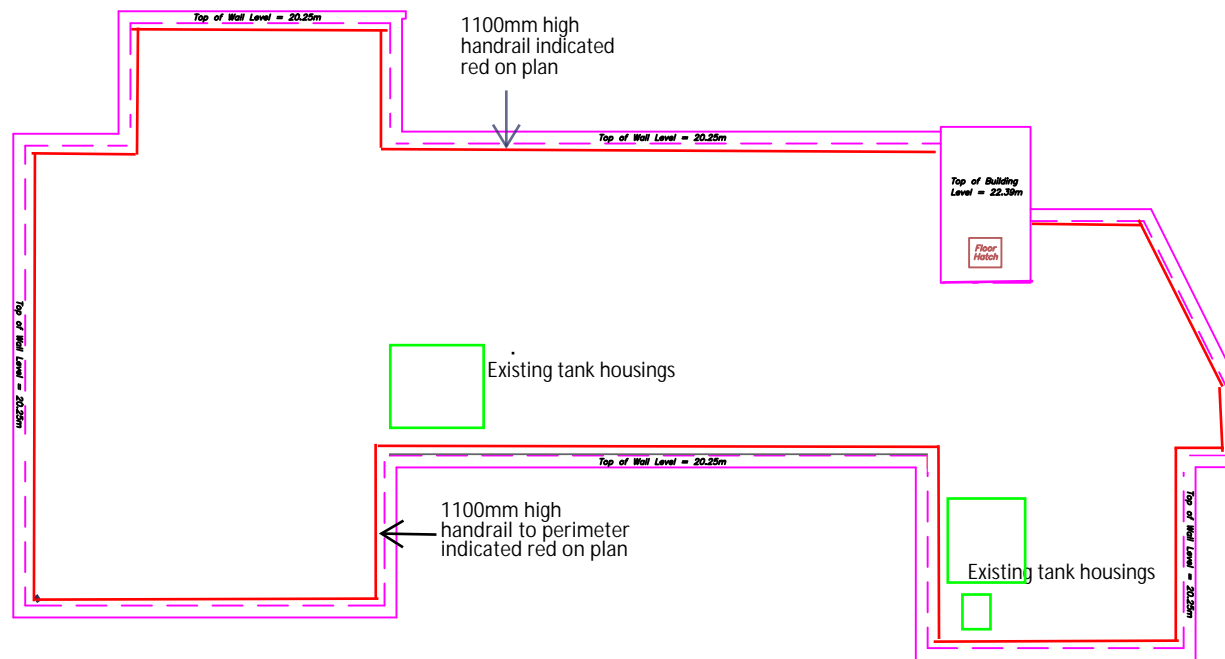 Top of Wall Level = 20.25m
1100mm high
handrail indicated
red on plan
Top of Wall Level = 20.25m
Top of Building
Level = 22.39m
Floor
Hatch
Top of Wall Level = 20.25m
Existing tank housings
Top of Wall Level = 20.25m
1100mm high
handrail to perimeter
indicated red on plan
Top of Wall Level = 20.25m
Existing tank housings